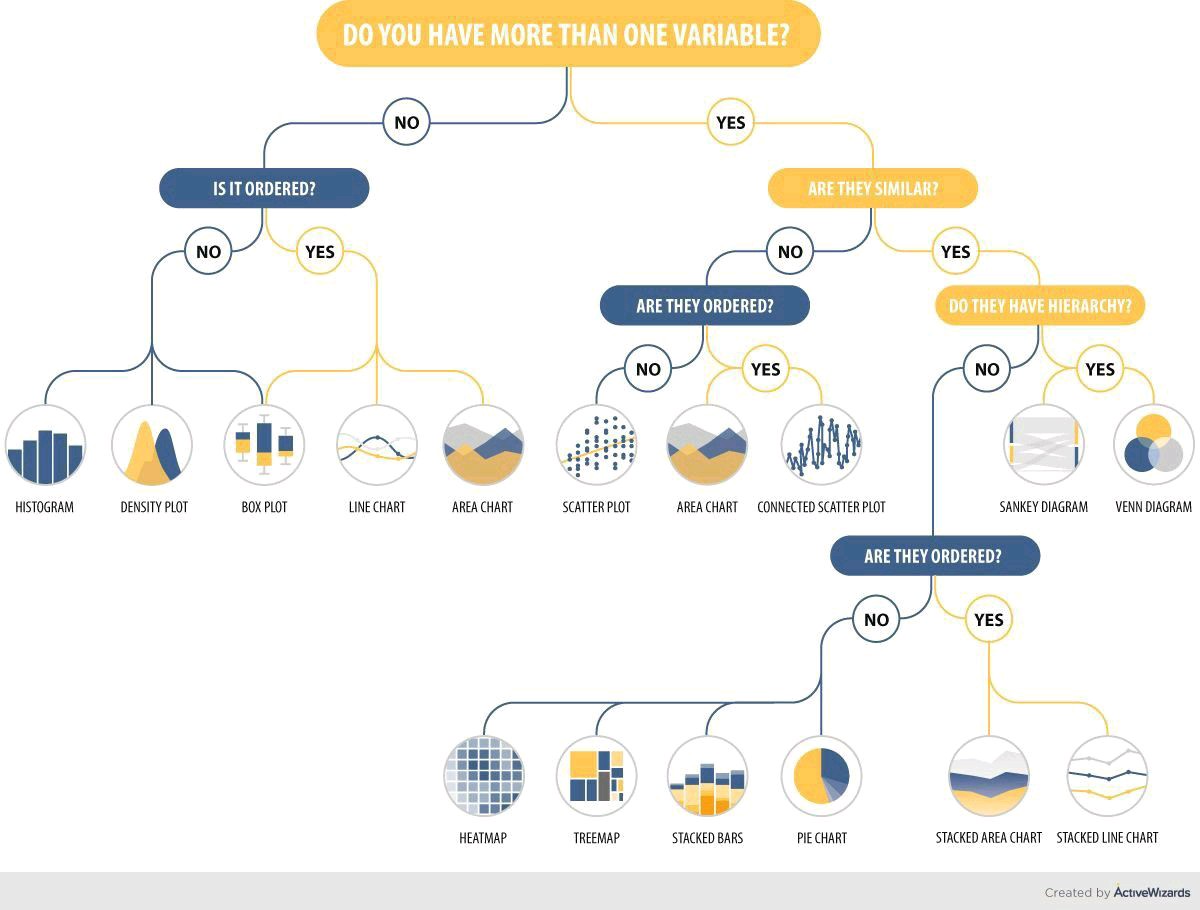 DO YOU HAVE MORE THAN ONE VARIABLE?
NO
YES
IS IT ORDERED?
ARE THEY SIMILAR?
NO
YES
NO
YES
ARE THEY ORDERED?
DO THEY HAVE HIERARCHY?
NO
YES
NO
YES
HISTOGRAM
DENSITY PLOT
BOX PLOT
LINE CHART
AREA CHART
SCATTER PLOT
AREA CHART
CONNECTED SCATTER PLOT
SANKEY DIAGRAM
VENN DIAGRAM
ARE THEY ORDERED?
NO
YES
HEATMAP
TREEMAP
STACKED BARS
PIE CHART
STACKED AREA CHART
STACKED LINE CHART
Created by ActiveWizards